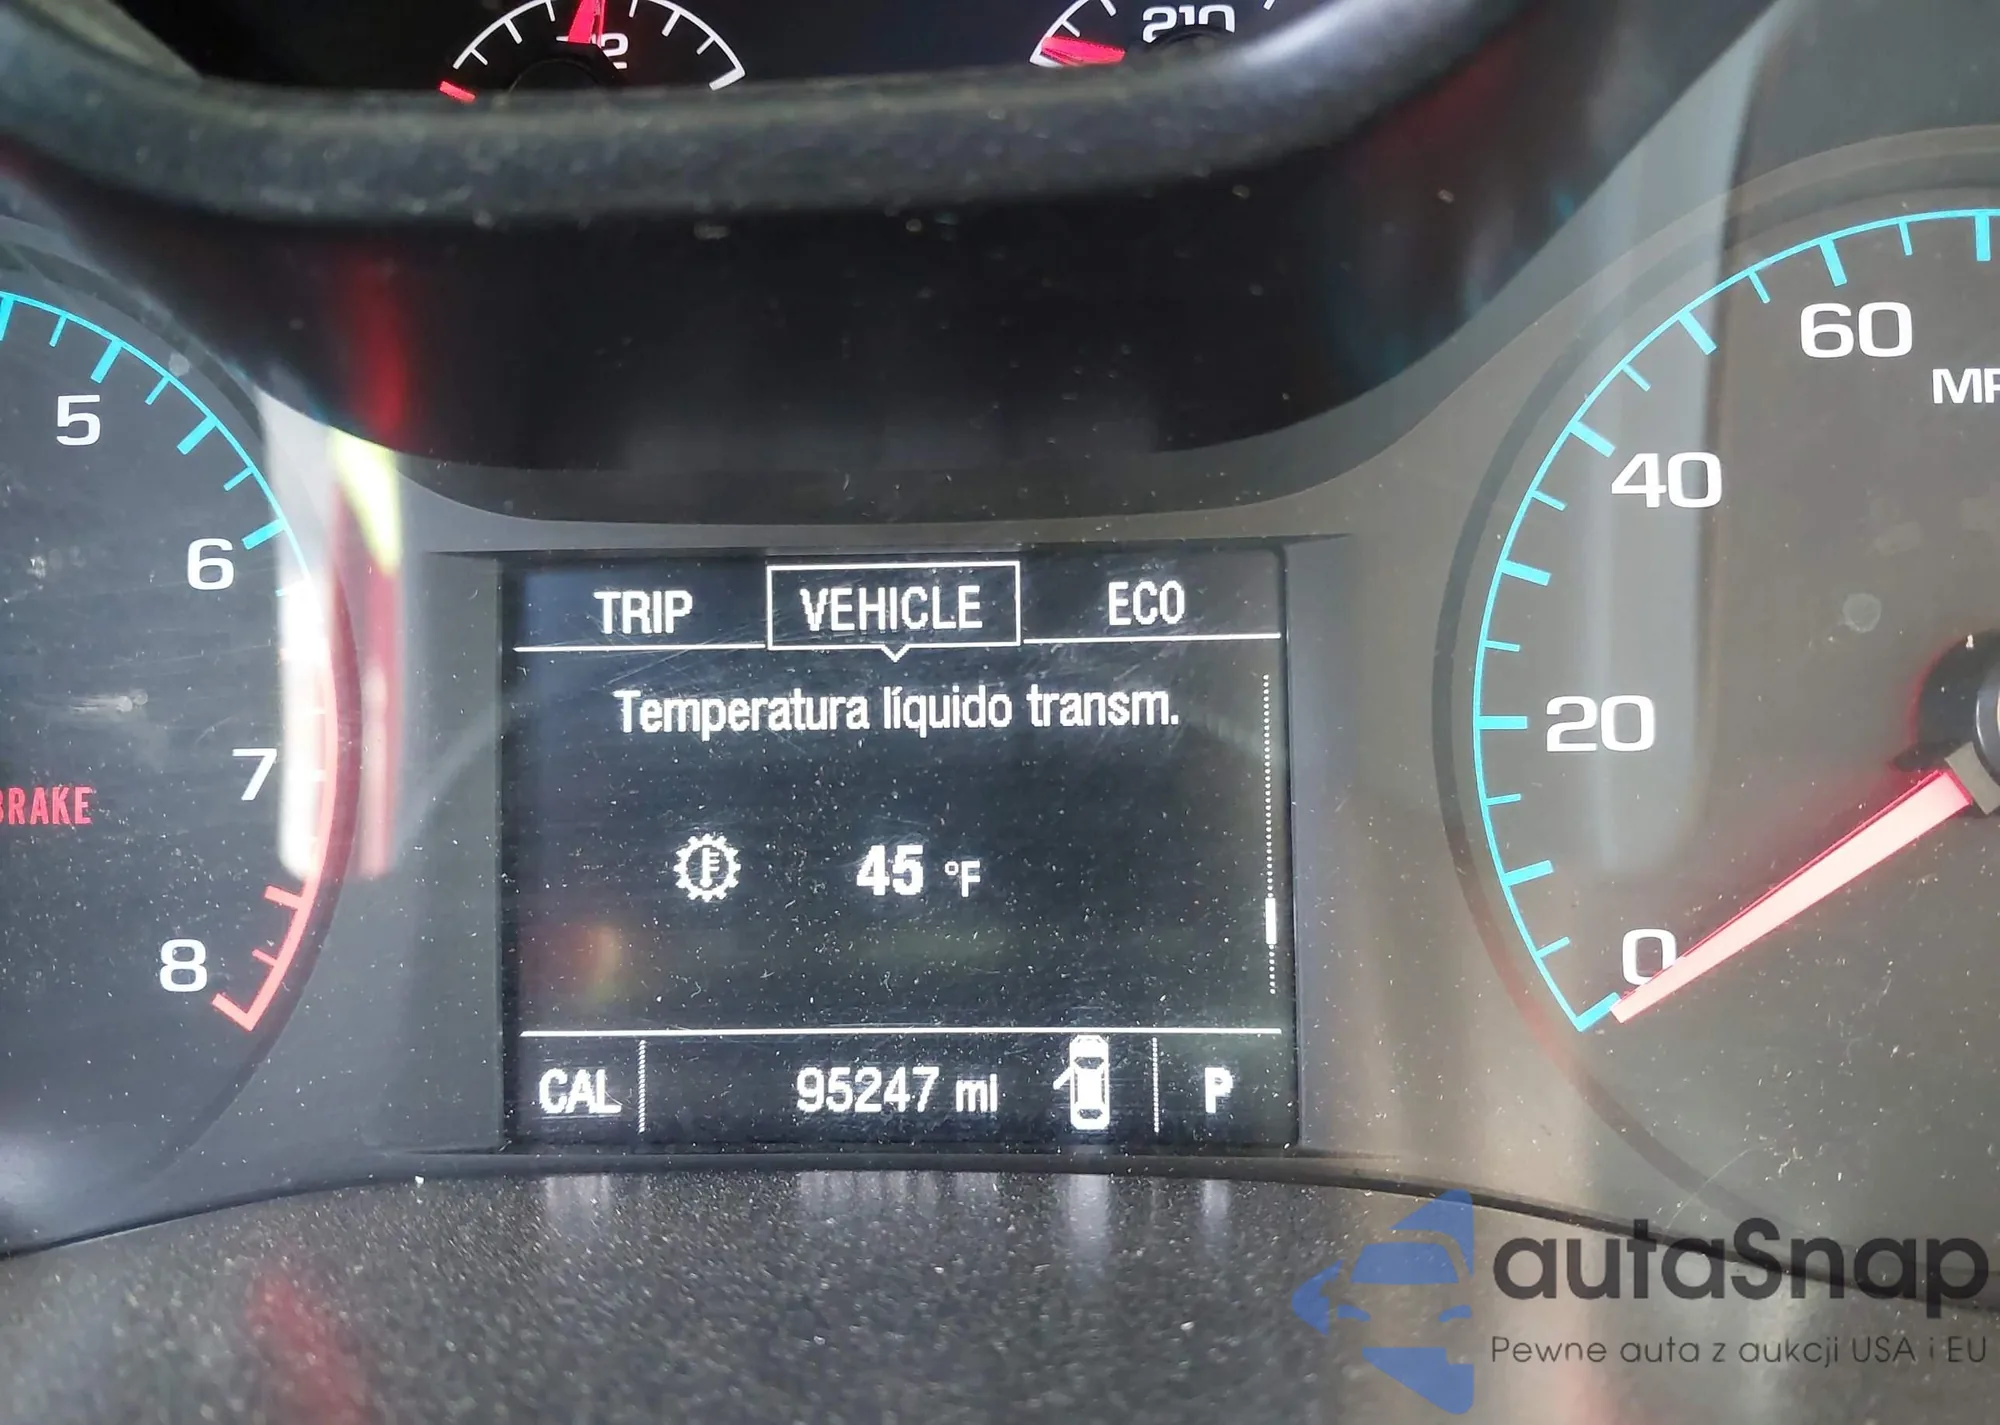 210
5
6
7
8
BRAKE
TRIP VEHICLE ECO
Temperatura líquido transm.
45 °F
CAL 95247 mi P
60
40
20
0
autaSnap
Pewne auta z aukcji USA i EU